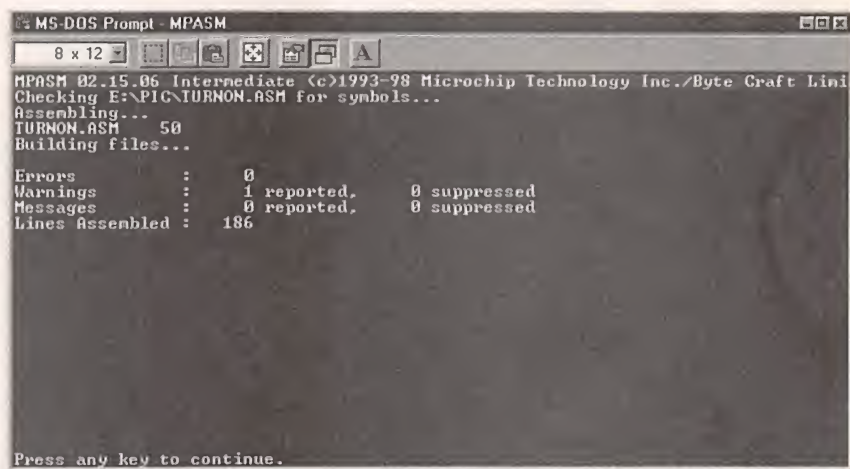 MS-DOS Prompt - MPASM
8 x 12
A
MPASM 02.15.06 Intermediate (c)1993-98 Microchip Technology Inc./Byte Craft Limi
Checking E:\PIC\TURNON.ASM for symbols...
Assembling...
TURNON.ASM 50
Building files...
Errors : 0
Warnings : 1 reported, 0 suppressed
Messages : 0 reported, 0 suppressed
Lines Assembled : 186
Press any key to continue.